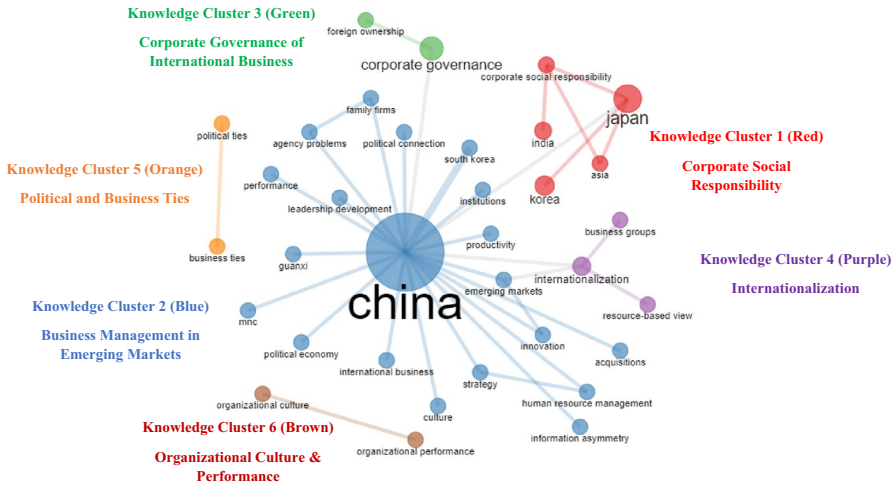 Knowledge Cluster 3 (Green)
Corporate Governance of
International Business
foreign ownership
corporate governance
corporate social responsibility
japan
india
asia
korea
Knowledge Cluster 1 (Red)
Corporate Social
Responsibility
family firms
political ties
agency problems
political connection
south korea
Knowledge Cluster 5 (Orange)
Political and Business Ties
performance
leadership development
institutions
business groups
productivity
business ties
guanxi
Knowledge Cluster 4 (Purple)
Internationalization
internationalization
emerging markets
china
resource-based view
Knowledge Cluster 2 (Blue)
Business Management in
Emerging Markets
mnc
political economy
innovation
acquisitions
international business
strategy
human resource management
organizational culture
culture
Knowledge Cluster 6 (Brown)
information asymmetry
organizational performance
Organizational Culture &
Performance